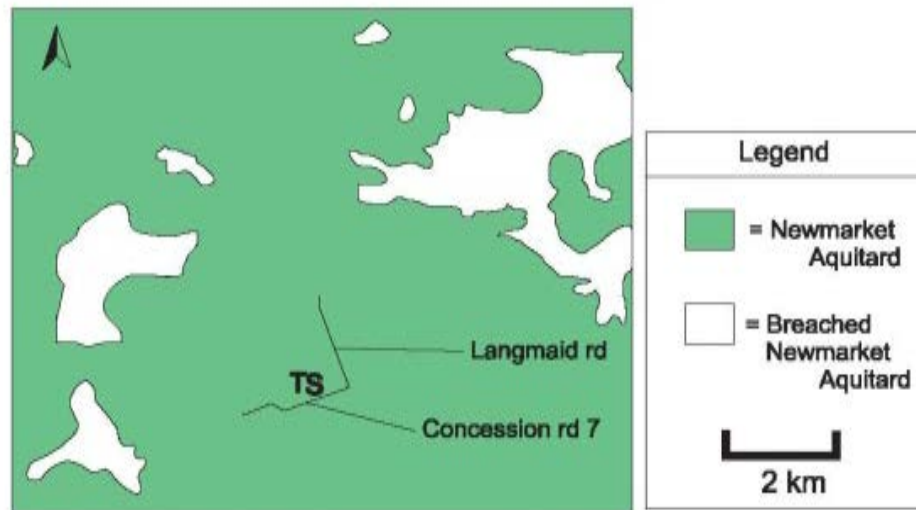 Legend
= Newmarket
Aquitard
= Breached
Newmarket
Aquitard
2 km
Langmaid rd
TS
Concession rd 7